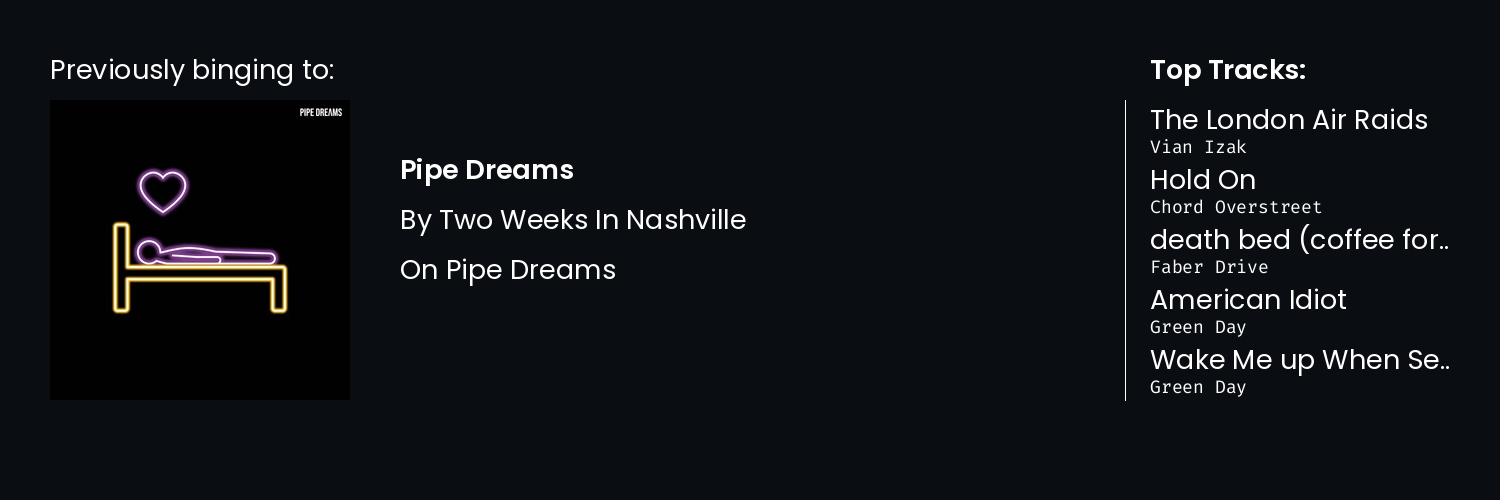 Previously binging to:
PIPE DREAMS
Pipe Dreams
By Two Weeks In Nashville
On Pipe Dreams
Top Tracks:
The London Air Raids
Vian Izak
Hold On
Chord Overstreet
death bed (coffee for..
Faber Drive
American Idiot
Green Day
Wake Me up When Se..
Green Day